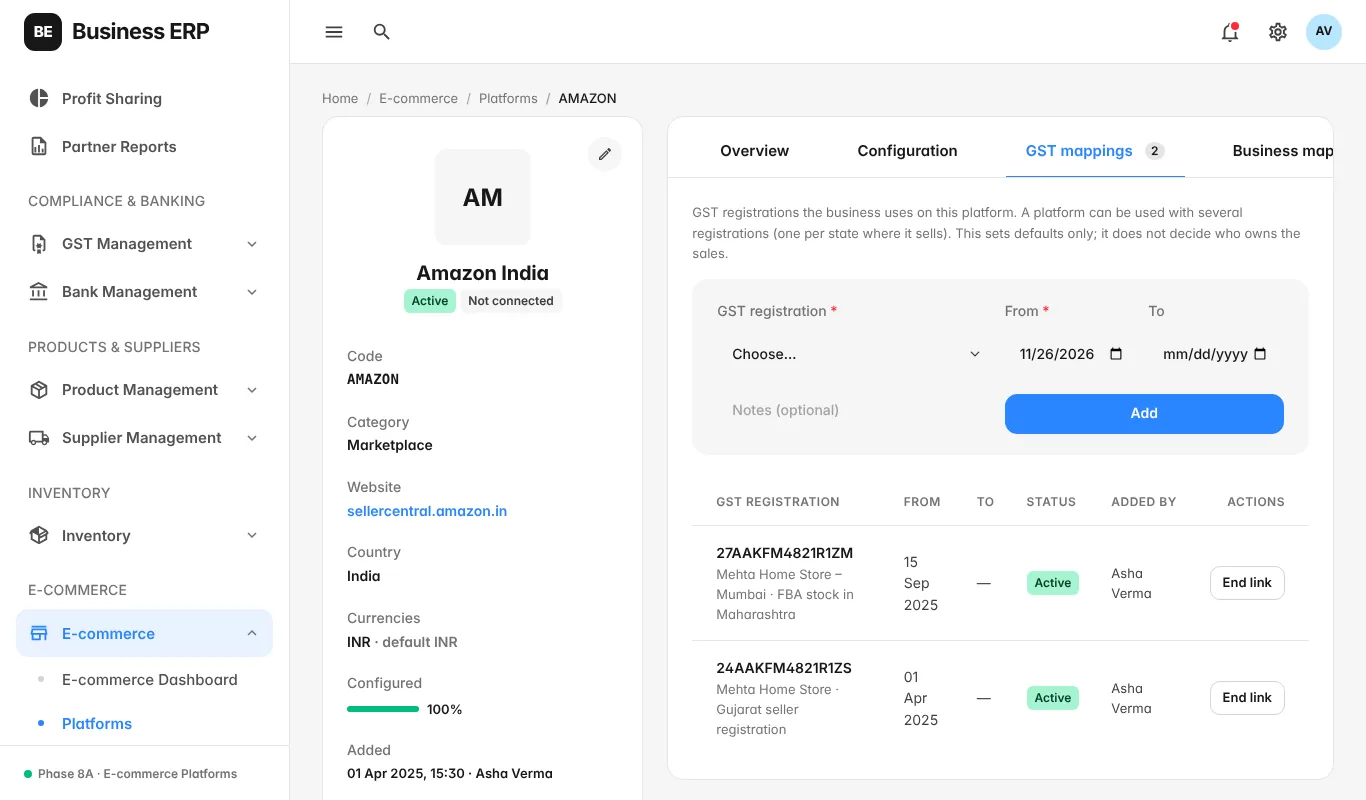 BE Business ERP
AV
Profit Sharing
Partner Reports
COMPLIANCE & BANKING
GST Management
Bank Management
PRODUCTS & SUPPLIERS
Product Management
Supplier Management
INVENTORY
Inventory
E-COMMERCE
E-commerce
E-commerce Dashboard
Platforms
Phase 8A · E-commerce Platforms
Home / E-commerce / Platforms / AMAZON
AM
Amazon India
Active Not connected
Code
AMAZON
Category
Marketplace
Website
sellercentral.amazon.in
Country
India
Currencies
INR · default INR
Configured
100%
Added
01 Apr 2025, 15:30 · Asha Verma
Overview Configuration GST mappings 2 Business map
GST registrations the business uses on this platform. A platform can be used with several
registrations (one per state where it sells). This sets defaults only; it does not decide who owns the
sales.
GST registration * From * To
Choose... 11/26/2026 mm/dd/yyyy
Notes (optional) Add
GST REGISTRATION FROM TO STATUS ADDED BY ACTIONS
27AAKFM4821R1ZM
Mehta Home Store –
Mumbai · FBA stock in
Maharashtra
15
Sep
2025
—
Active
Asha
Verma
End link
24AAKFM4821R1ZS
Mehta Home Store ·
Gujarat seller
registration
01
Apr
2025
—
Active
Asha
Verma
End link